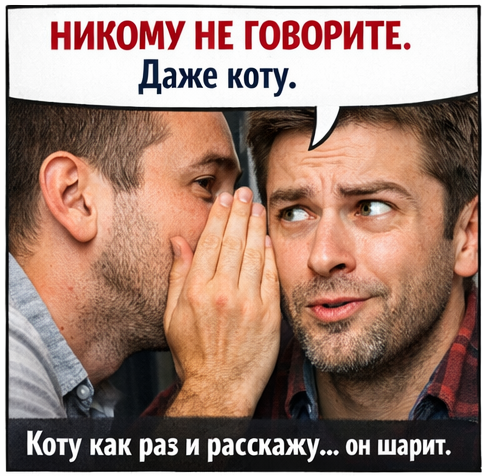 НИКОМУ НЕ ГОВОРИТЕ.
Даже коту.
Коту как раз и расскажу... он шарит.